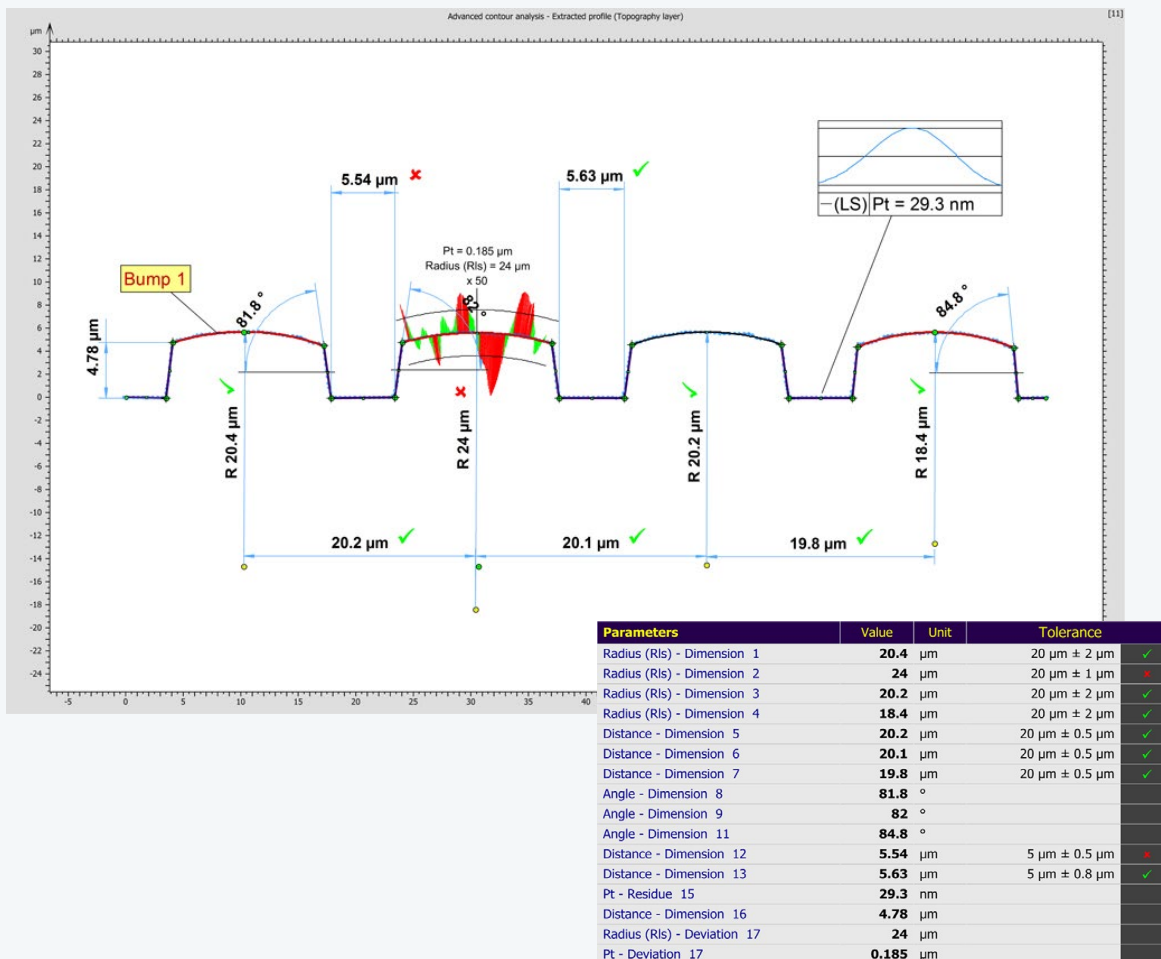 Advanced contour analysis - Extracted profile (Topography layer)
[11]
µm
30
28
26
24
22
20
18
16
14
12
10
8
6
4
2
0
-2
-4
-6
-8
-10
-12
-14
-16
-18
-20
-22
-24
-5 0 5 10 15 20 25 30 35 40
5.54 µm
5.63 µm
(LS) Pt = 29.3 nm
Pt = 0.185 µm
Radius (Rls) = 24 µm
x 50
Bump 1
81.8 °
82 °
84.8 °
4.78 µm
R 20.4 µm
R 24 µm
R 20.2 µm
R 18.4 µm
20.2 µm
20.1 µm
19.8 µm
Parameters Value Unit Tolerance
Radius (Rls) - Dimension 1 20.4 µm 20 µm ± 2 µm ✓
Radius (Rls) - Dimension 2 24 µm 20 µm ± 1 µm ×
Radius (Rls) - Dimension 3 20.2 µm 20 µm ± 2 µm ✓
Radius (Rls) - Dimension 4 18.4 µm 20 µm ± 2 µm ✓
Distance - Dimension 5 20.2 µm 20 µm ± 0.5 µm ✓
Distance - Dimension 6 20.1 µm 20 µm ± 0.5 µm ✓
Distance - Dimension 7 19.8 µm 20 µm ± 0.5 µm ✓
Angle - Dimension 8 81.8 °
Angle - Dimension 9 82 °
Angle - Dimension 11 84.8 °
Distance - Dimension 12 5.54 µm 5 µm ± 0.5 µm ×
Distance - Dimension 13 5.63 µm 5 µm ± 0.8 µm ✓
Pt - Residue 15 29.3 nm
Distance - Dimension 16 4.78 µm
Radius (Rls) - Deviation 17 24 µm
Pt - Deviation 17 0.185 µm